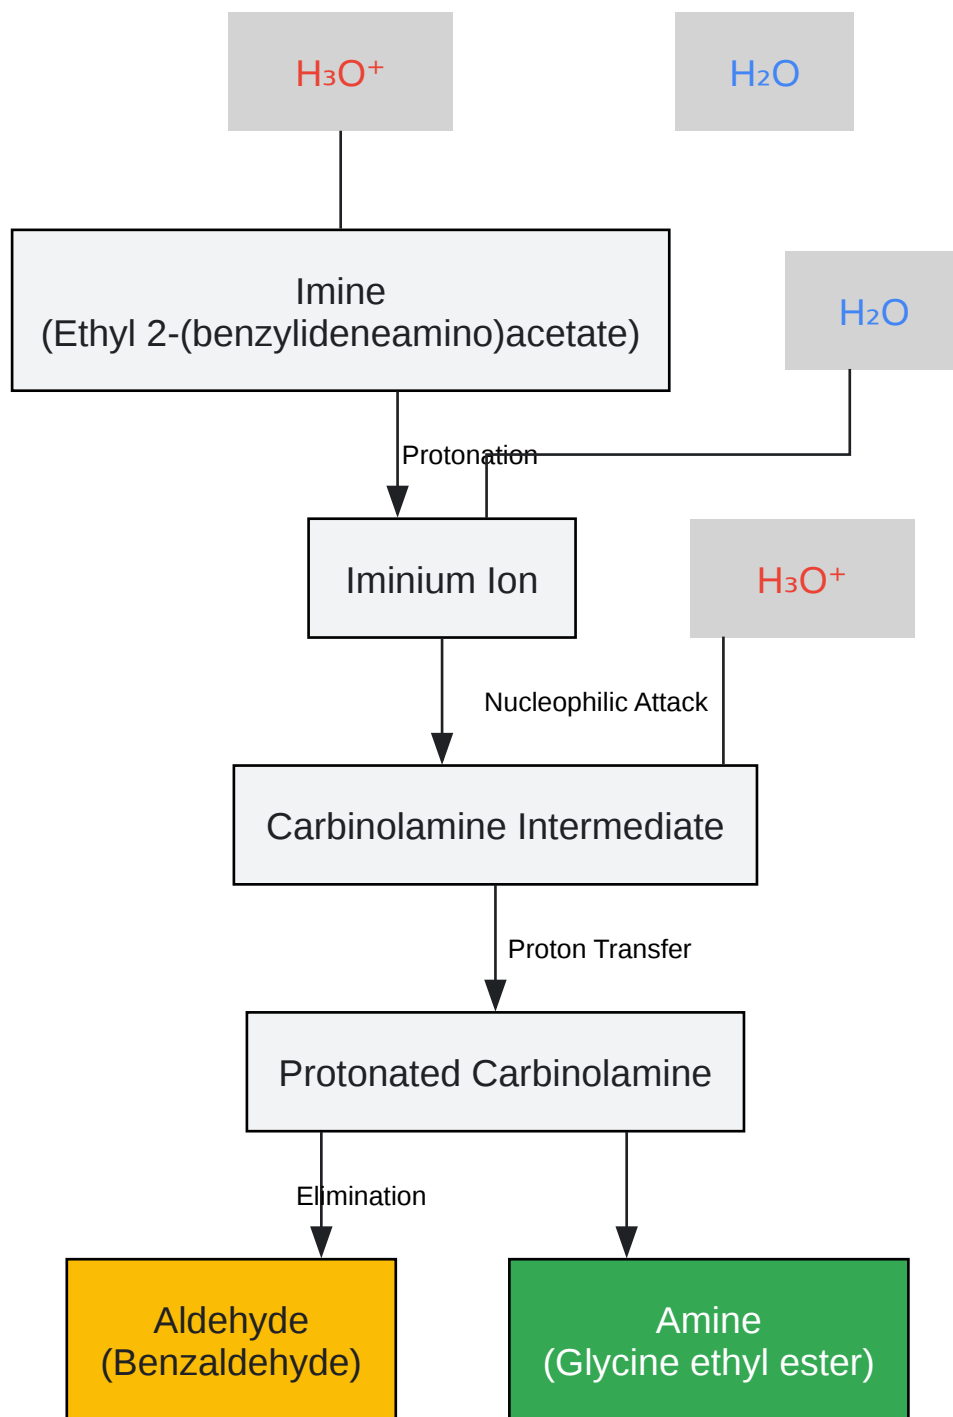 H₃O⁺
H₂O
Imine
(Ethyl 2-(benzylideneamino)acetate)
H₂O
Protonation
Iminium Ion
H₃O⁺
Nucleophilic Attack
Carbinolamine Intermediate
Proton Transfer
Protonated Carbinolamine
Elimination
Aldehyde
(Benzaldehyde)
Amine
(Glycine ethyl ester)